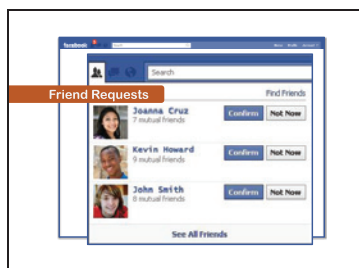 facebook
Search
Friend Requests
Find Friends
Joanna Cruz
7 mutual friends
Confirm
Not Now
Kevin Howard
9 mutual friends
Confirm
Not Now
John Smith
8 mutual friends
Confirm
Not Now
See All Friends